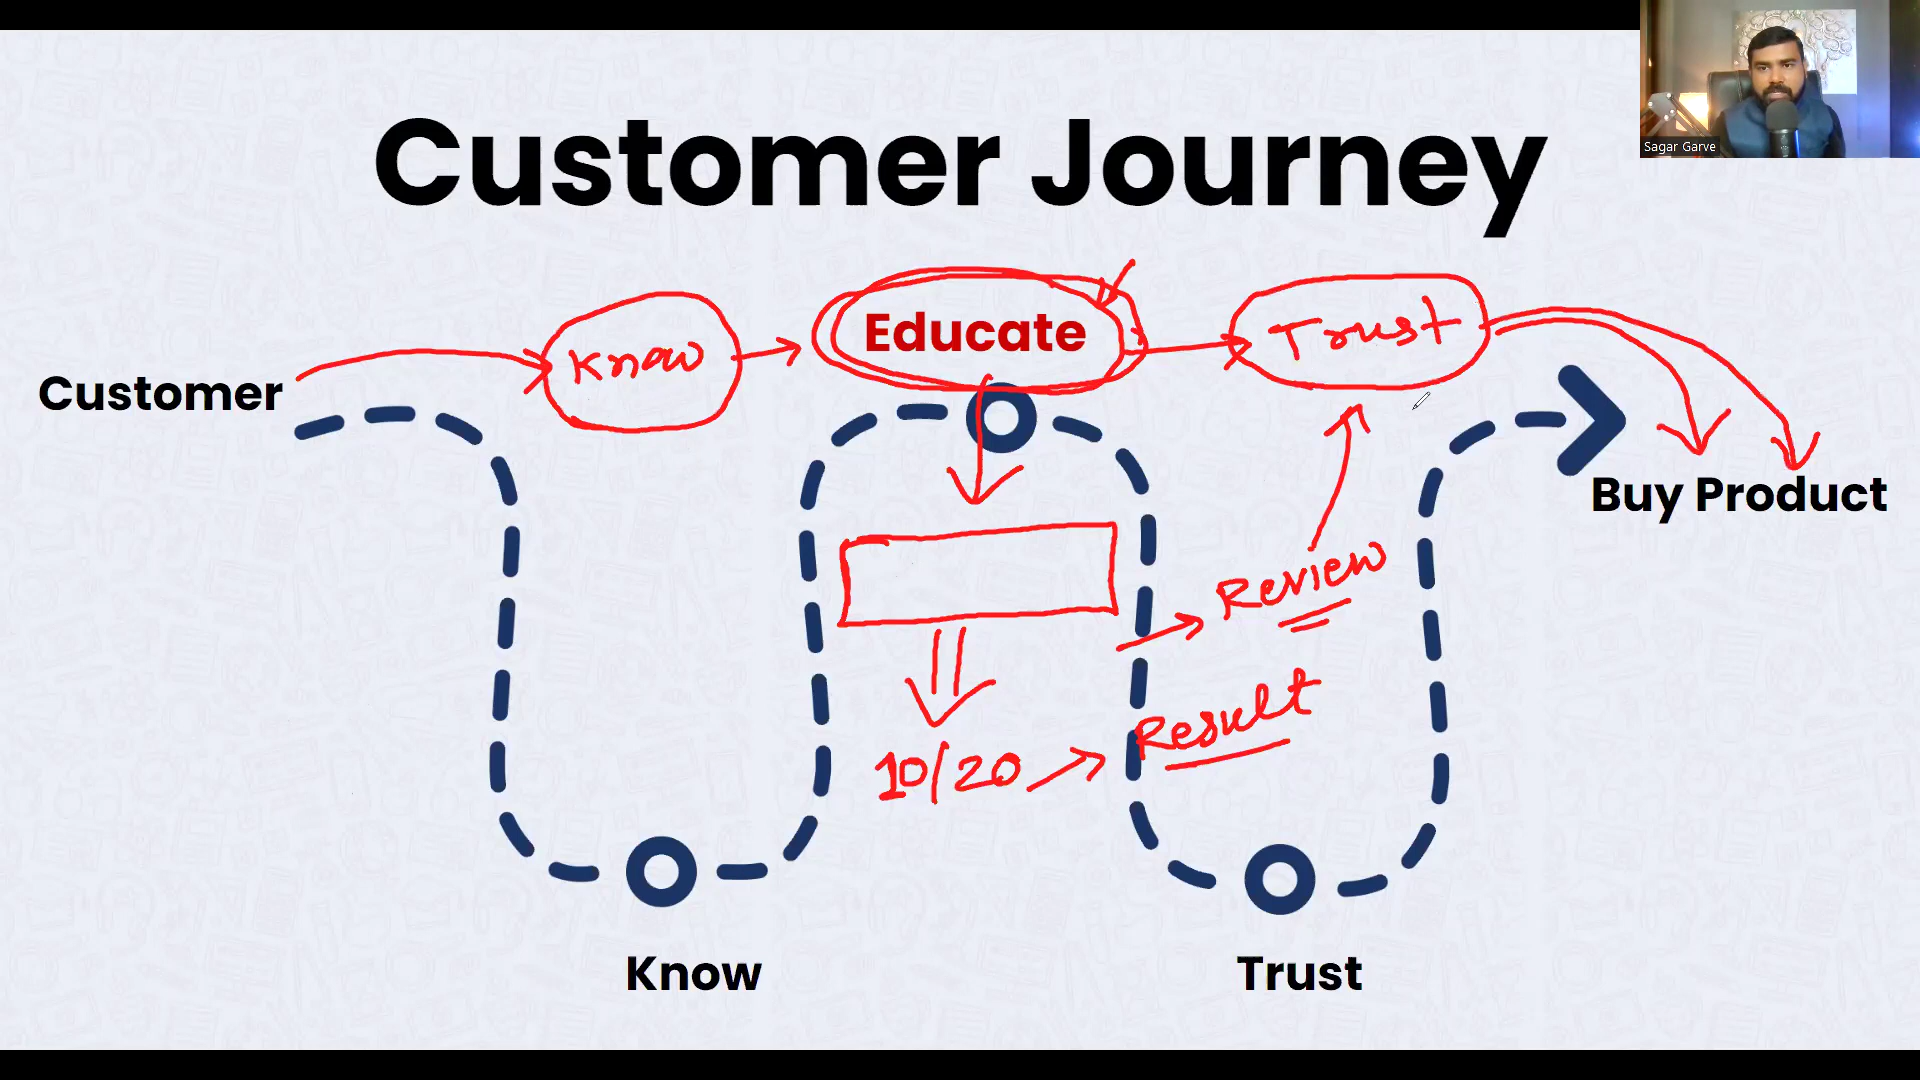 Sagar Garve
Customer Journey
Know
Educate
Trust
Customer
Buy Product
Review
Result
10/20
Know
Trust